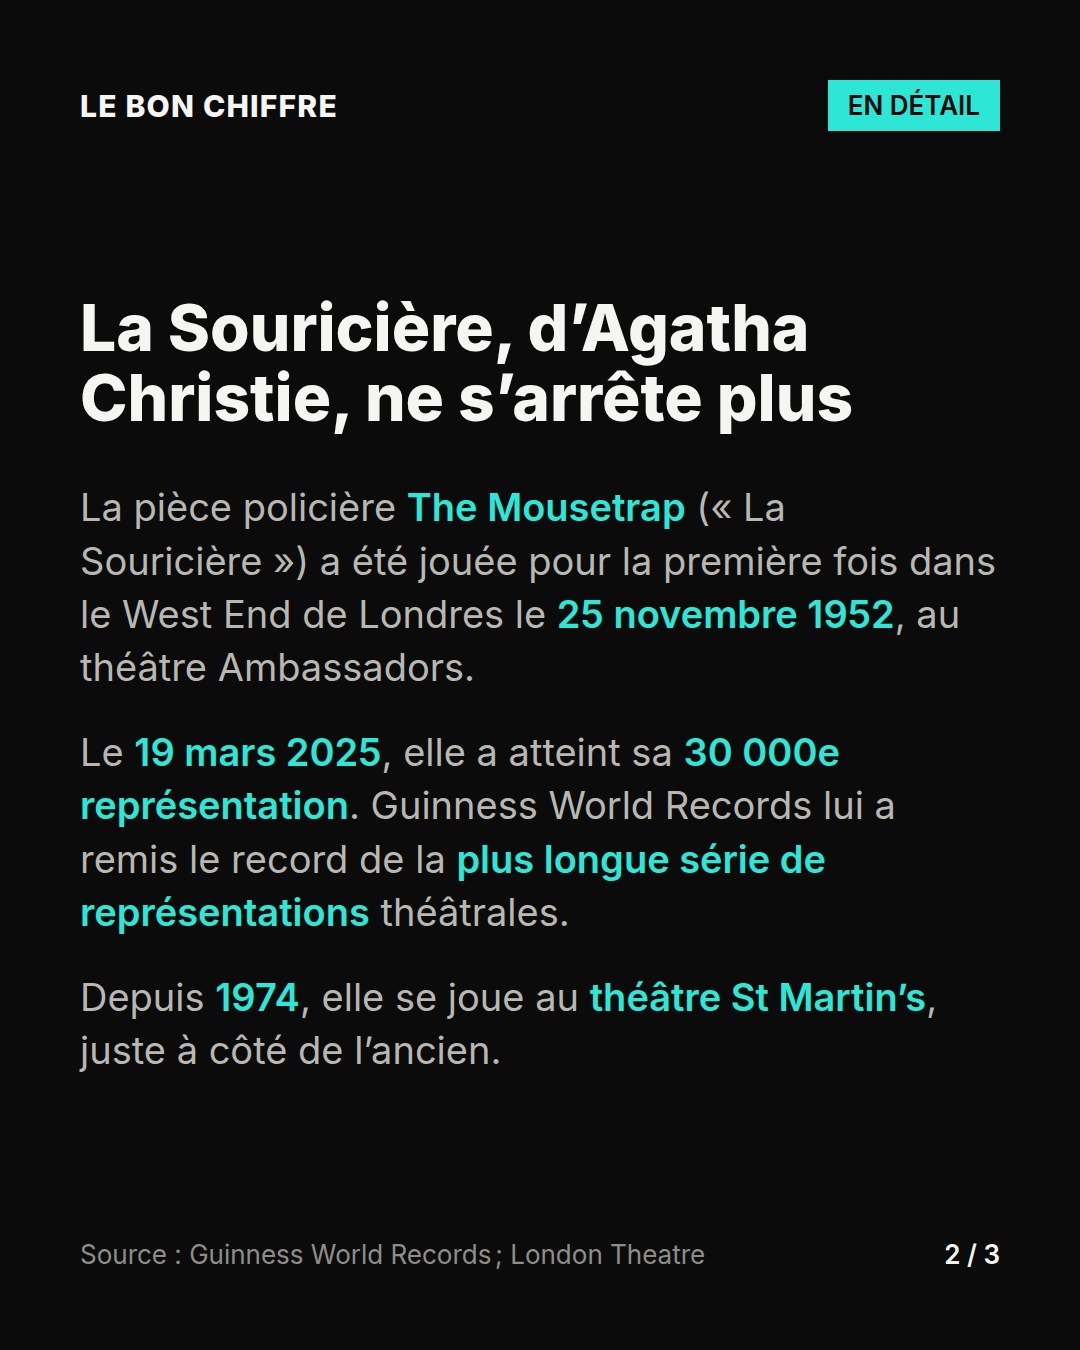 LE BON CHIFFRE
EN DÉTAIL
La Souricière, d’Agatha
Christie, ne s’arrête plus
La pièce policière The Mousetrap (« La
Souricière ») a été jouée pour la première fois dans
le West End de Londres le 25 novembre 1952, au
théâtre Ambassadors.
Le 19 mars 2025, elle a atteint sa 30 000e
représentation. Guinness World Records lui a
remis le record de la plus longue série de
représentations théâtrales.
Depuis 1974, elle se joue au théâtre St Martin’s,
juste à côté de l’ancien.
Source : Guinness World Records ; London Theatre
2 / 3